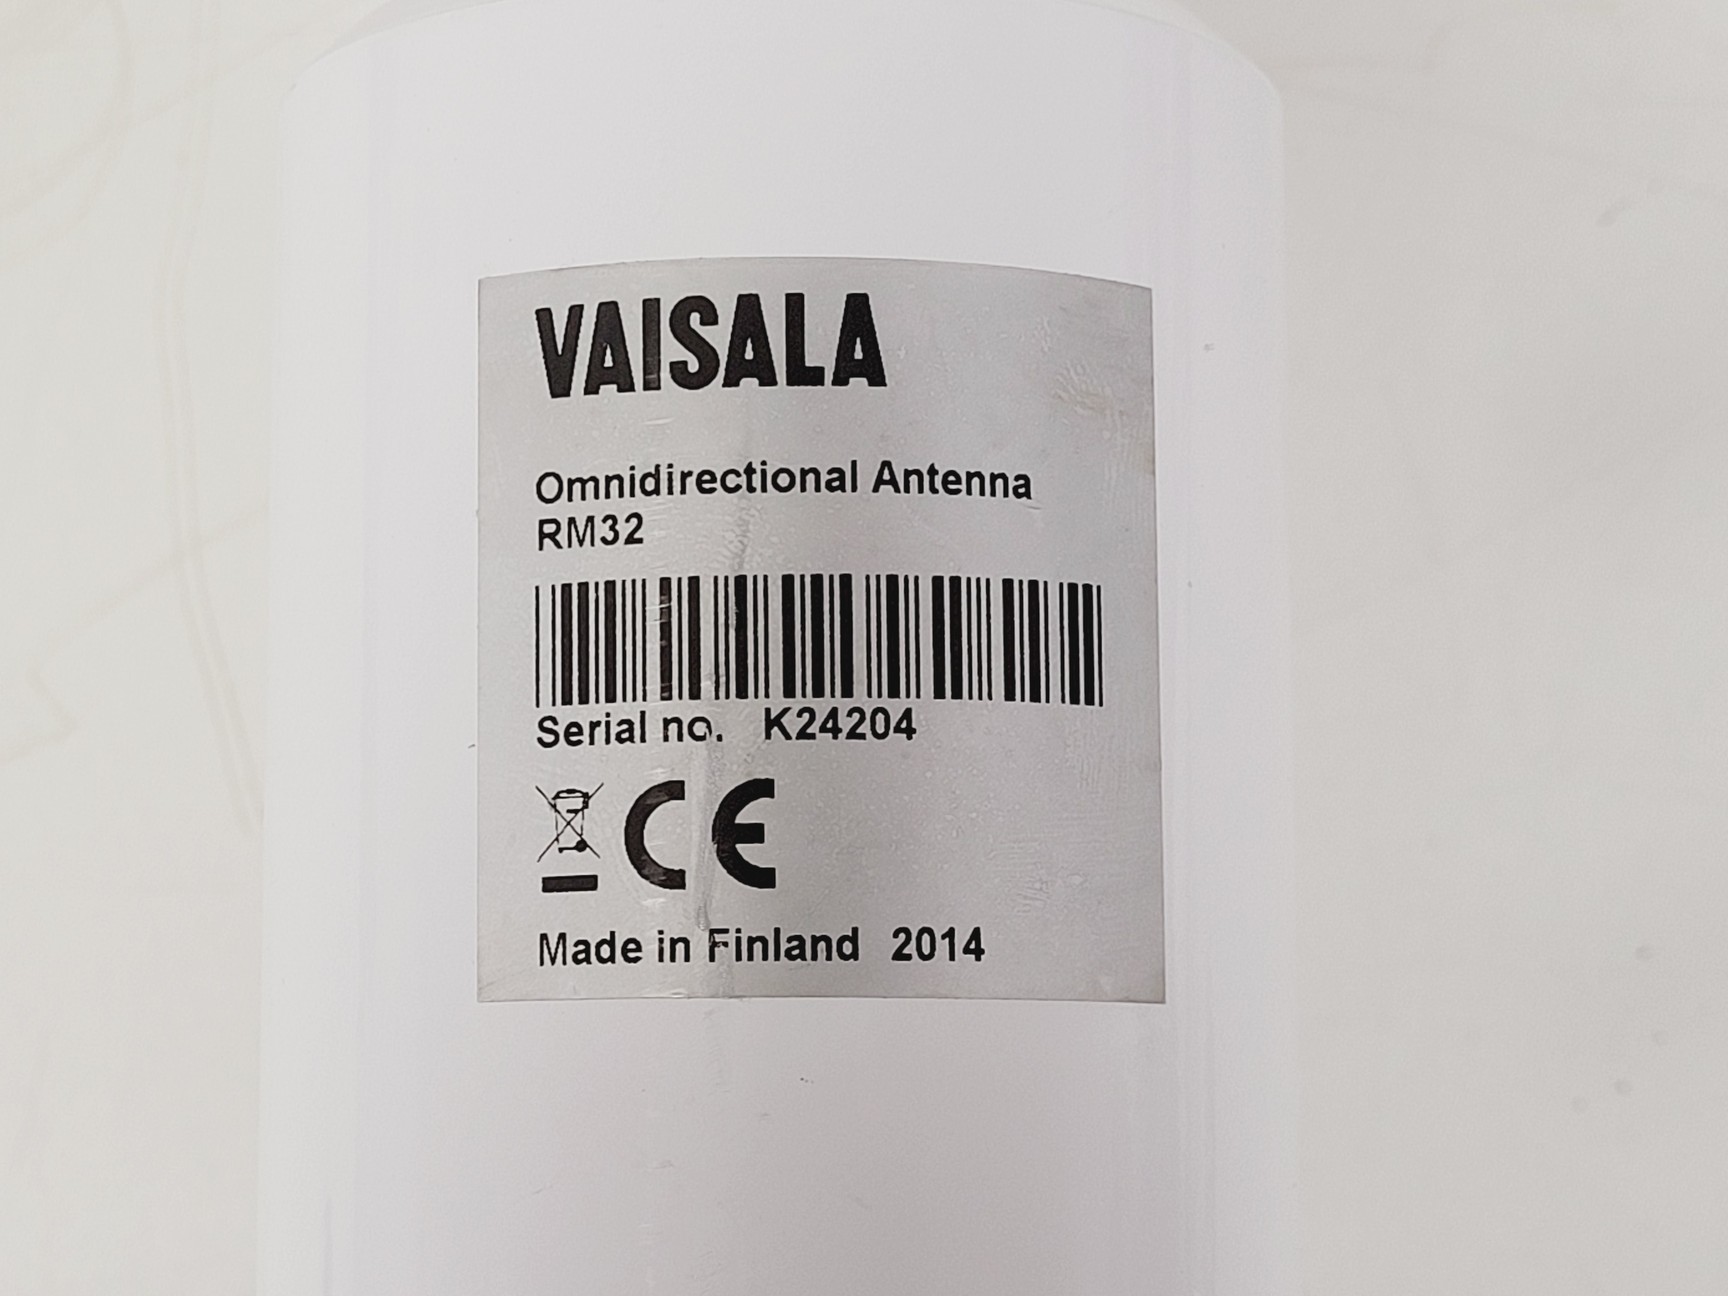 VAISALA
Omnidirectional Antenna
RM32
Serial no. K24204
CE
Made in Finland 2014